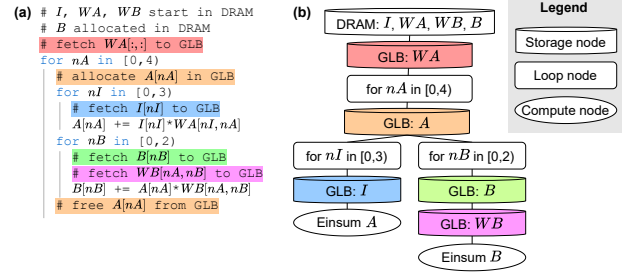 (a)
# I, WA, WB start in DRAM
# B allocated in DRAM
# fetch WA[:,:] to GLB
for nA in [0,4)
# allocate A[nA] in GLB
for nI in [0,3)
# fetch I[nI] to GLB
A[nA] += I[nI]*WA[nI,nA]
for nB in [0,2)
# fetch B[nB] to GLB
# fetch WB[nA,nB] to GLB
B[nB] += A[nA]*WB[nA,nB]
# free A[nA] from GLB
(b)
DRAM: I, WA, WB, B
GLB: WA
for nA in [0,4)
GLB: A
for nI in [0,3) for nB in [0,2)
GLB: I GLB: B
Einsum A GLB: WB
Einsum B
Legend
Storage node
Loop node
Compute node